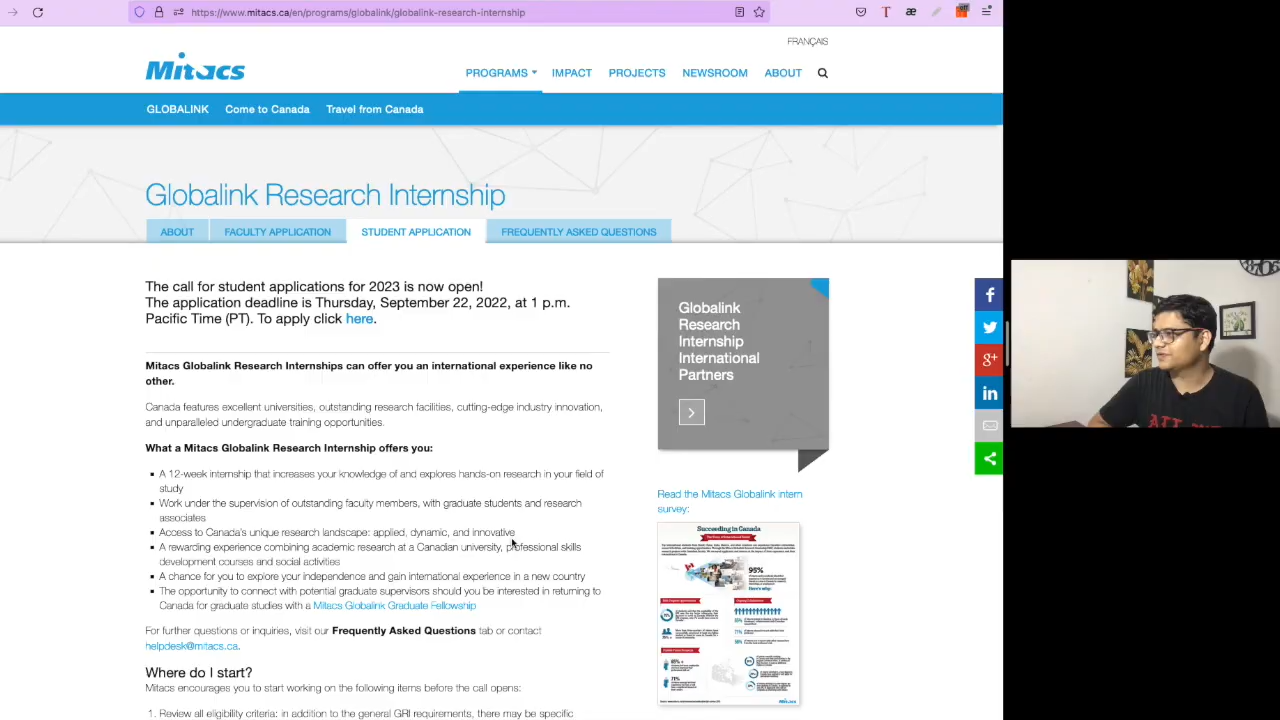 https://www.mitacs.ca/en/programs/globalink/globalink-research-internship
FRANÇAIS
Mitacs
PROGRAMS
IMPACT
PROJECTS
NEWSROOM
ABOUT
GLOBALINK
Come to Canada
Travel from Canada
Globalink Research Internship
ABOUT
FACULTY APPLICATION
STUDENT APPLICATION
FREQUENTLY ASKED QUESTIONS
The call for student applications for 2023 is now open!
The application deadline is Thursday, September 22, 2022, at 1 p.m.
Pacific Time (PT). To apply click here.
Mitacs Globalink Research Internships can offer you an international experience like no
other.
Canada features excellent universities, outstanding research facilities, cutting-edge industry innovation,
and unparalleled undergraduate training opportunities.
What a Mitacs Globalink Research Internship offers you:
A 12-week internship that increases your knowledge of and explores hands-on research in your field of
study
Work under the supervision of outstanding faculty members, with graduate students and research
associates
Access to Canada's unique research landscape: applied, dynamic, and innovative
A rewarding experience combining academic research at a Canadian university, professional skills
development courses and social activities
A chance for you to explore your independence and gain international experience in a new country
The opportunity to connect with potential graduate supervisors should you be interested in returning to
Canada for graduate studies with a Mitacs Globalink Graduate Fellowship
For further questions or inquiries, visit our Frequently Asked Questions tab or contact
helpdesk@mitacs.ca.
Where do I start?
Mitacs encourages you to start working on the following items before the call opens:
1. Review all eligibility criteria. In addition to the general GRI requirements, there may be specific
Globalink
Research
Internship
International
Partners
Read the Mitacs Globalink intern
survey:
Succeeding in Canada
95%
Here's why: